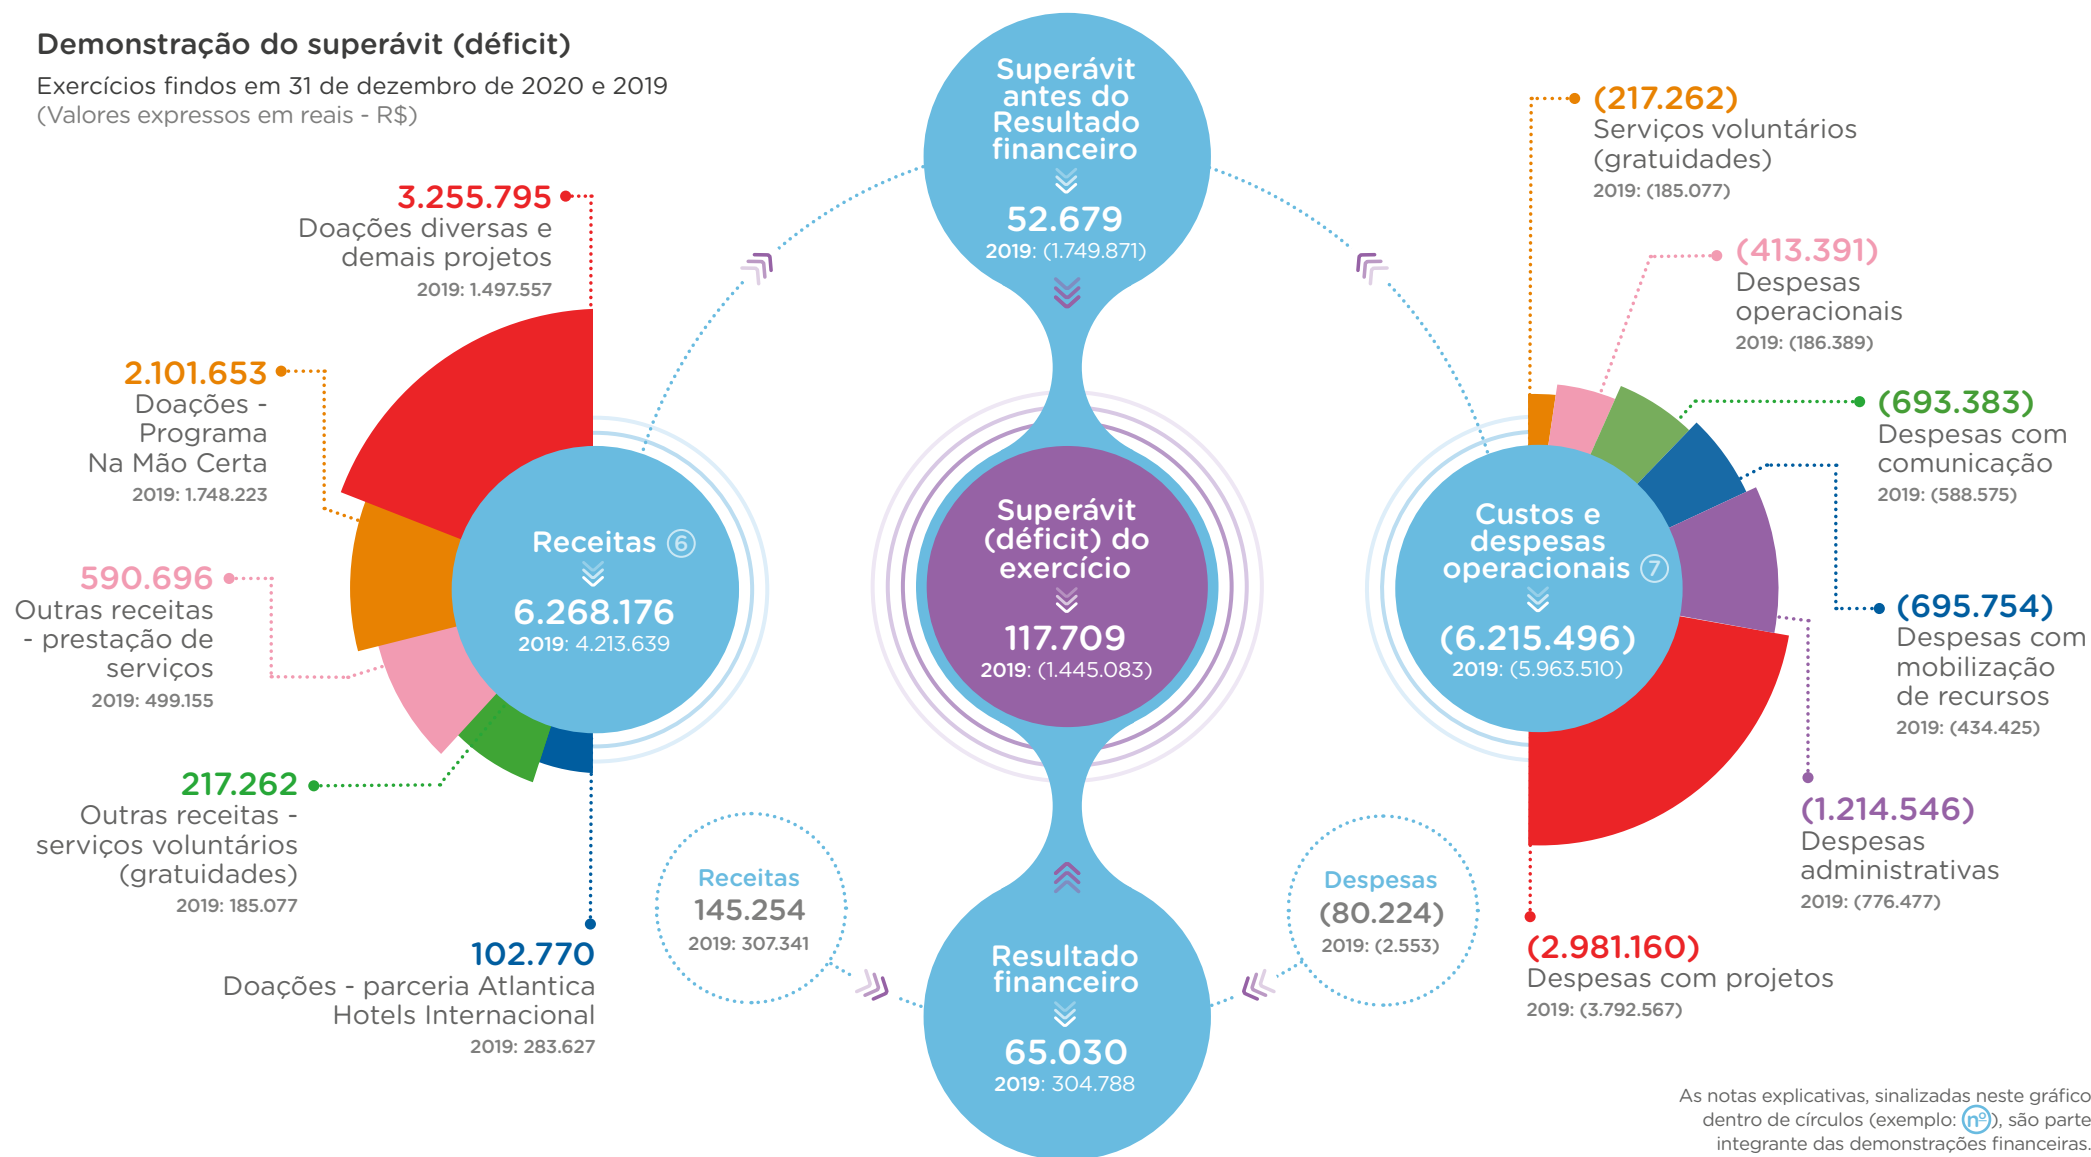 Demonstração do superávit (déficit)
Exercícios findos em 31 de dezembro de 2020 e 2019
(Valores expressos em reais - R$)
3.255.795
Doações diversas e
demais projetos
2019: 1.497.557
2.101.653
Doações -
Programa
Na Mão Certa
2019: 1.748.223
590.696
Outras receitas
- prestação de
serviços
2019: 499.155
217.262
Outras receitas -
serviços voluntários
(gratuidades)
2019: 185.077
102.770
Doações - parceria Atlantica
Hotels Internacional
2019: 283.627
Receitas 6
6.268.176
2019: 4.213.639
Superávit
antes do
Resultado
financeiro
52.679
2019: (1.749.871)
Superávit
(déficit) do
exercício
117.709
2019: (1.445.083)
Receitas
145.254
2019: 307.341
Despesas
(80.224)
2019: (2.553)
Resultado
financeiro
65.030
2019: 304.788
Custos e
despesas
operacionais 7
(6.215.496)
2019: (5.963.510)
(217.262)
Serviços voluntários
(gratuidades)
2019: (185.077)
(413.391)
Despesas
operacionais
2019: (186.389)
(693.383)
Despesas com
comunicação
2019: (588.575)
(695.754)
Despesas com
mobilização
de recursos
2019: (434.425)
(1.214.546)
Despesas
administrativas
2019: (776.477)
(2.981.160)
Despesas com projetos
2019: (3.792.567)
As notas explicativas, sinalizadas neste gráfico
dentro de círculos (exemplo: nº), são parte
integrante das demonstrações financeiras.